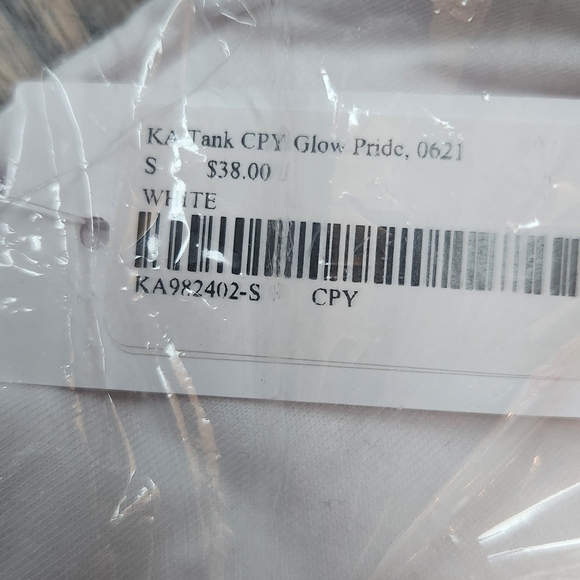 KA Tank CPY Glow Pride, 0621
S $38.00
WHITE
KA982402-S CPY